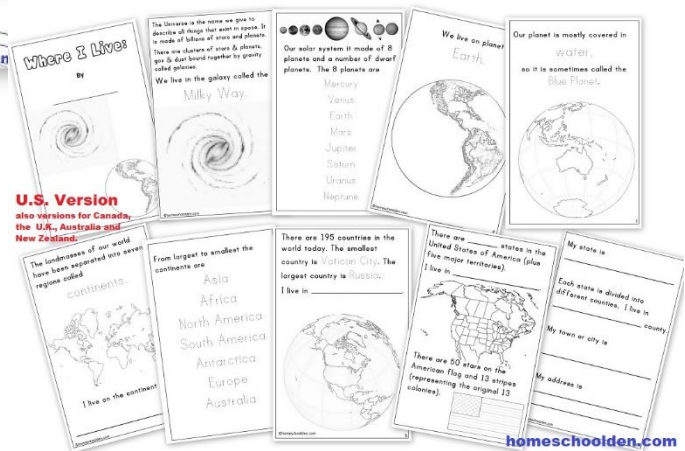 Where I Live:
By
The Universe is the name we give to
describe all things that exist in space. It
is made of billions of stars and planets.
There are clusters of stars & planets,
gas & dust bound together by gravity
called galaxies.
We live in the galaxy called the
Milky Way.
Our solar system it made of 8
planets and a number of dwarf
planets. The 8 planets are
Mercury
Venus
Earth
Mars
Jupiter
Saturn
Uranus
Neptune
We live on planet
Earth.
Our planet is mostly covered in
water,
so it is sometimes called the
Blue Planet.
U.S. Version
also versions for Canada,
the U.K., Australia and
New Zealand.
The landmasses of our world
have been separated into seven
regions called
continents.
I live on the continent
From largest to smallest the
continents are
Asia
Africa
North America
South America
Antarctica
Europe
Australia
There are 195 countries in the
world today. The smallest
country is Vatican City. The
largest country is Russia.
I live in
There are ____ states in the
United States of America (plus
five major territories).
I live in
There are 50 stars on the
American flag and 13 stripes
(representing the original 13
colonies).
My state is
Each state is divided into
different counties. I live in
county.
My town or city is
My address is
homeschoolden.com